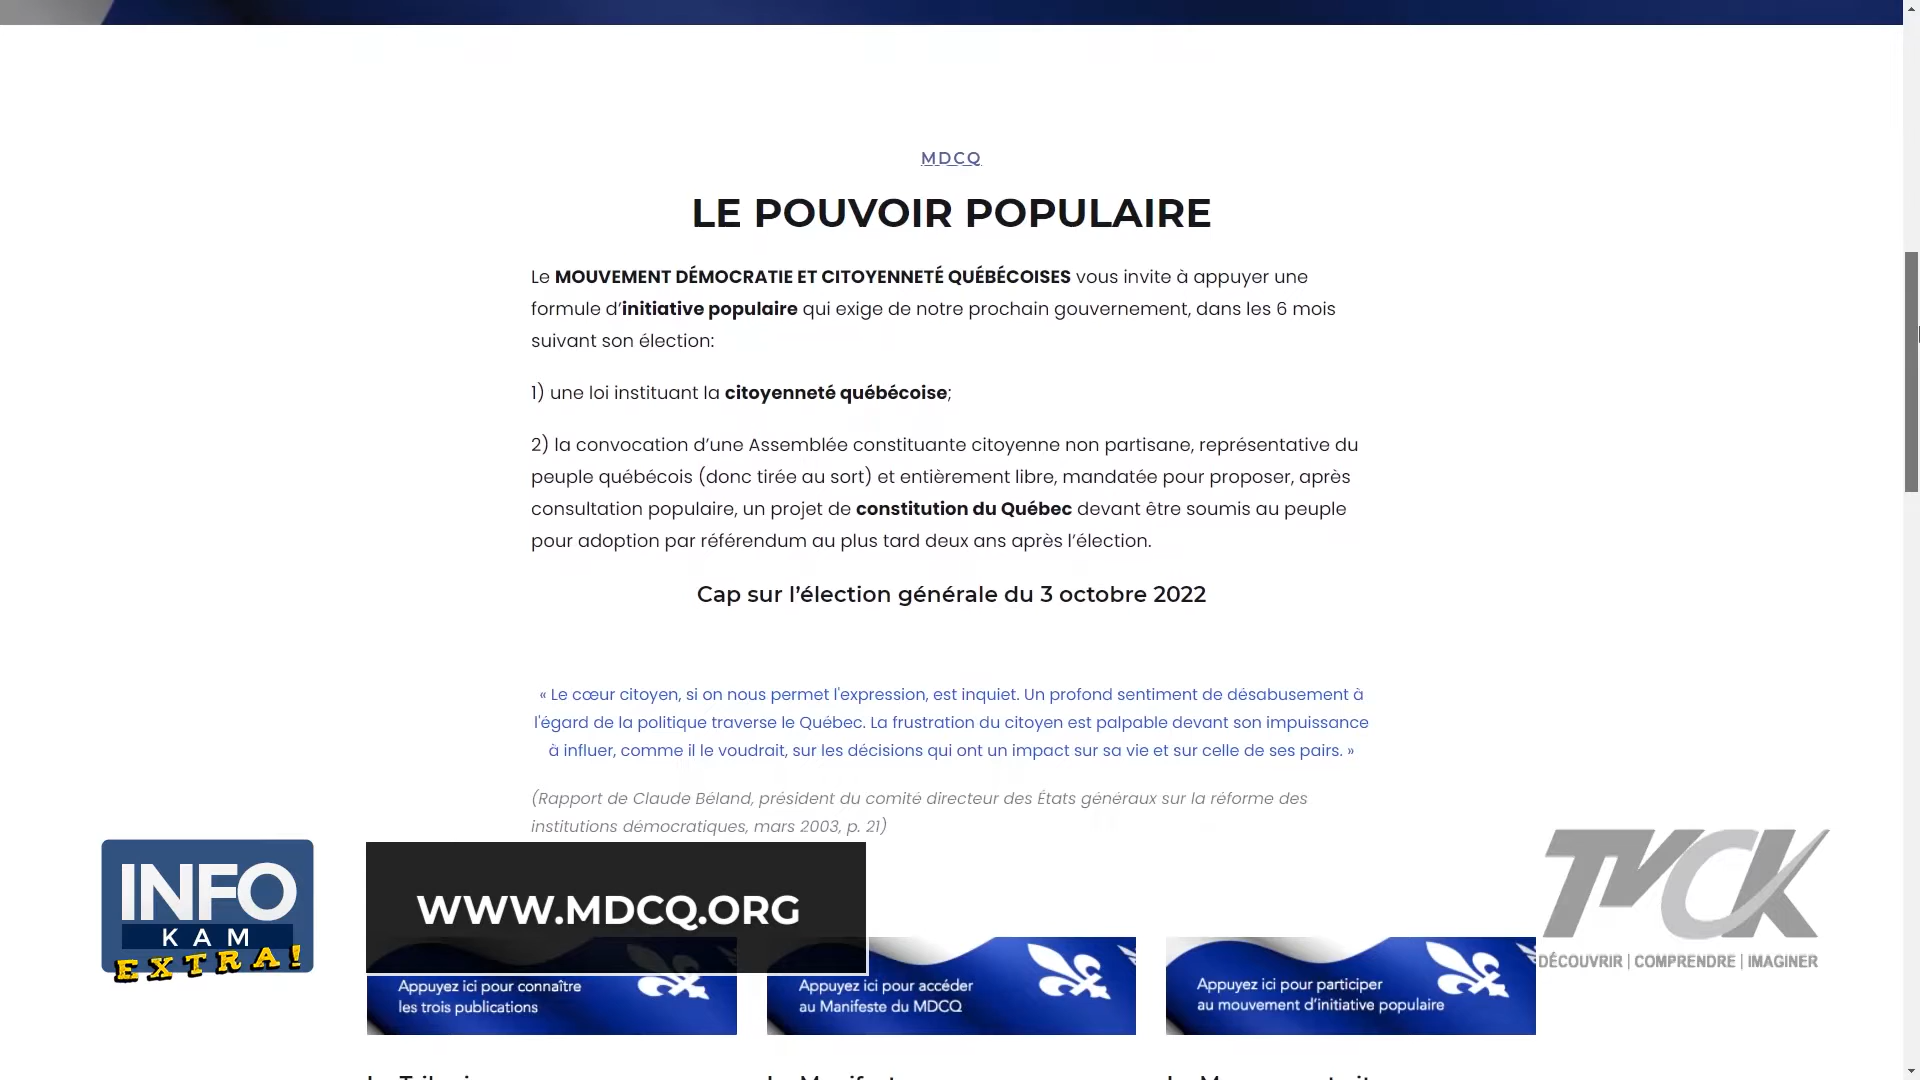 MDCQ
LE POUVOIR POPULAIRE
Le MOUVEMENT DÉMOCRATIE ET CITOYENNETÉ QUÉBÉCOISES vous invite à appuyer une
formule d’initiative populaire qui exige de notre prochain gouvernement, dans les 6 mois
suivant son élection:
1) une loi instituant la citoyenneté québécoise;
2) la convocation d’une Assemblée constituante citoyenne non partisane, représentative du
peuple québécois (donc tirée au sort) et entièrement libre, mandatée pour proposer, après
consultation populaire, un projet de constitution du Québec devant être soumis au peuple
pour adoption par référendum au plus tard deux ans après l’élection.
Cap sur l’élection générale du 3 octobre 2022
« Le cœur citoyen, si on nous permet l'expression, est inquiet. Un profond sentiment de désabusement à
l'égard de la politique traverse le Québec. La frustration du citoyen est palpable devant son impuissance
à influer, comme il le voudrait, sur les décisions qui ont un impact sur sa vie et sur celle de ses pairs. »
(Rapport de Claude Béland, président du comité directeur des États généraux sur la réforme des
institutions démocratiques, mars 2003, p. 21)
INFO
KAM
EXTRA!
WWW.MDCQ.ORG
TVCK
DÉCOUVRIR | COMPRENDRE | IMAGINER
Appuyez ici pour connaître
les trois publications
Appuyez ici pour accéder
au Manifeste du MDCQ
Appuyez ici pour participer
au mouvement d’initiative populaire